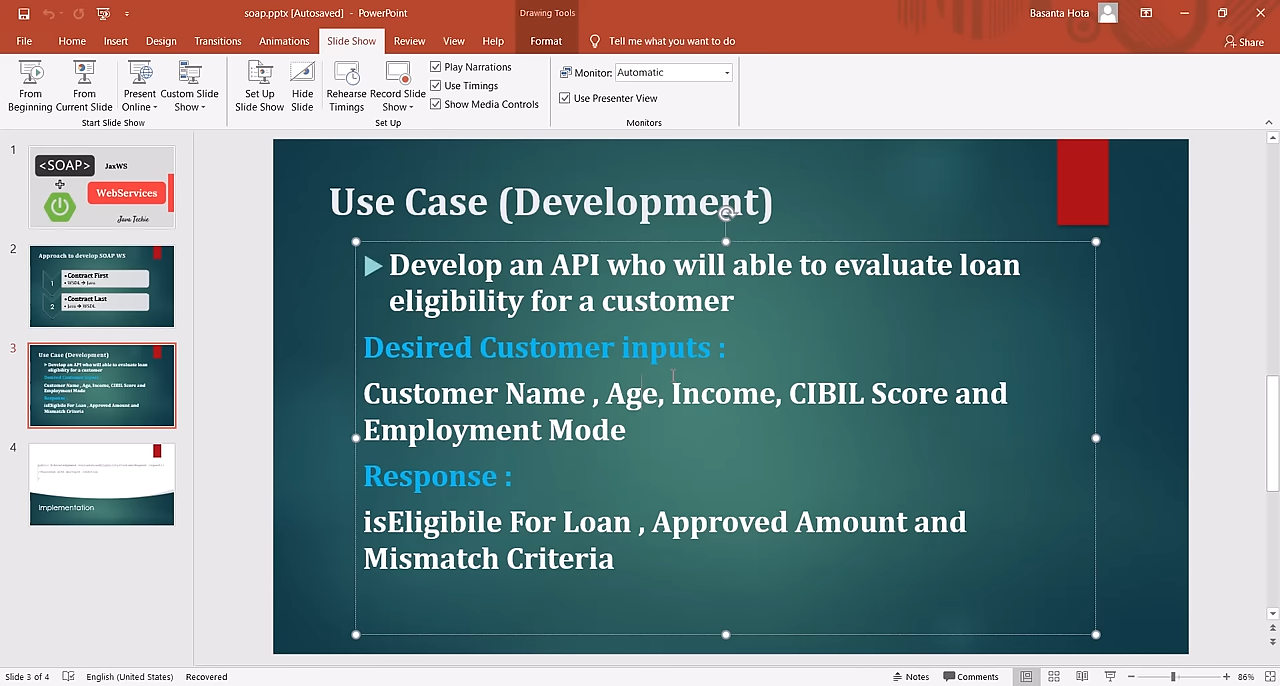 soap.pptx [Autosaved] - PowerPoint
Drawing Tools
Basanta Hota
File Home Insert Design Transitions Animations Slide Show Review View Help Format Tell me what you want to do Share
From Beginning
From Current Slide
Present Online
Custom Slide Show
Set Up Slide Show
Hide Slide
Rehearse Timings
Record Slide Show
Play Narrations
Use Timings
Show Media Controls
Monitor: Automatic
Use Presenter View
Start Slide Show
Set Up
Monitors
1
<SOAP> JaxWS
WebServices
Java Techie
2
Approach to develop SOAP WS
1
•Contract First
•WSDL → Java
2
•Contract Last
•Java → WSDL
3
Use Case (Development)
Develop an API who will able to evaluate loan
eligibility for a customer
Desired Customer inputs :
Customer Name , Age, Income, CIBIL Score and
Employment Mode
Response :
isEligibile For Loan , Approved Amount and
Mismatch Criteria
4
Implementation
Use Case (Development)
Develop an API who will able to evaluate loan
eligibility for a customer
Desired Customer inputs :
Customer Name , Age, Income, CIBIL Score and
Employment Mode
Response :
isEligibile For Loan , Approved Amount and
Mismatch Criteria
Slide 3 of 4 English (United States) Recovered Notes Comments 86%